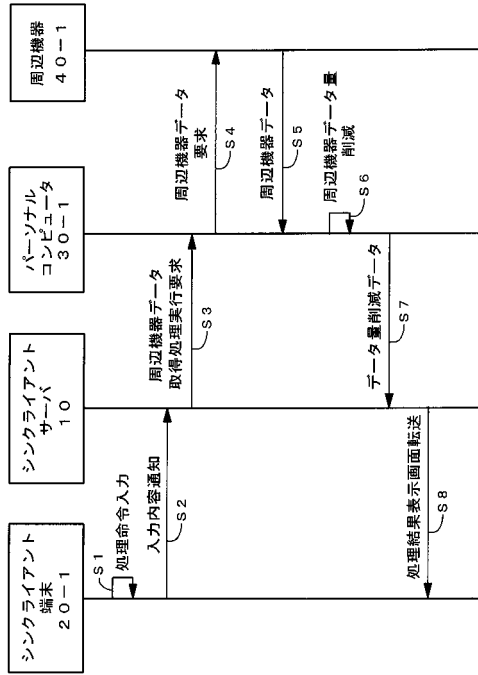 シンクライアント
端末
20-1
シンクライアント
サーバ
10
パーソナル
コンピュータ
30-1
周辺機器
40-1
S1
処理命令入力
入力内容通知
S2
周辺機器データ
取得処理実行要求
S3
周辺機器データ
要求
S4
周辺機器データ
S5
周辺機器データ量
削減
S6
データ量削減データ
S7
処理結果表示画面転送
S8